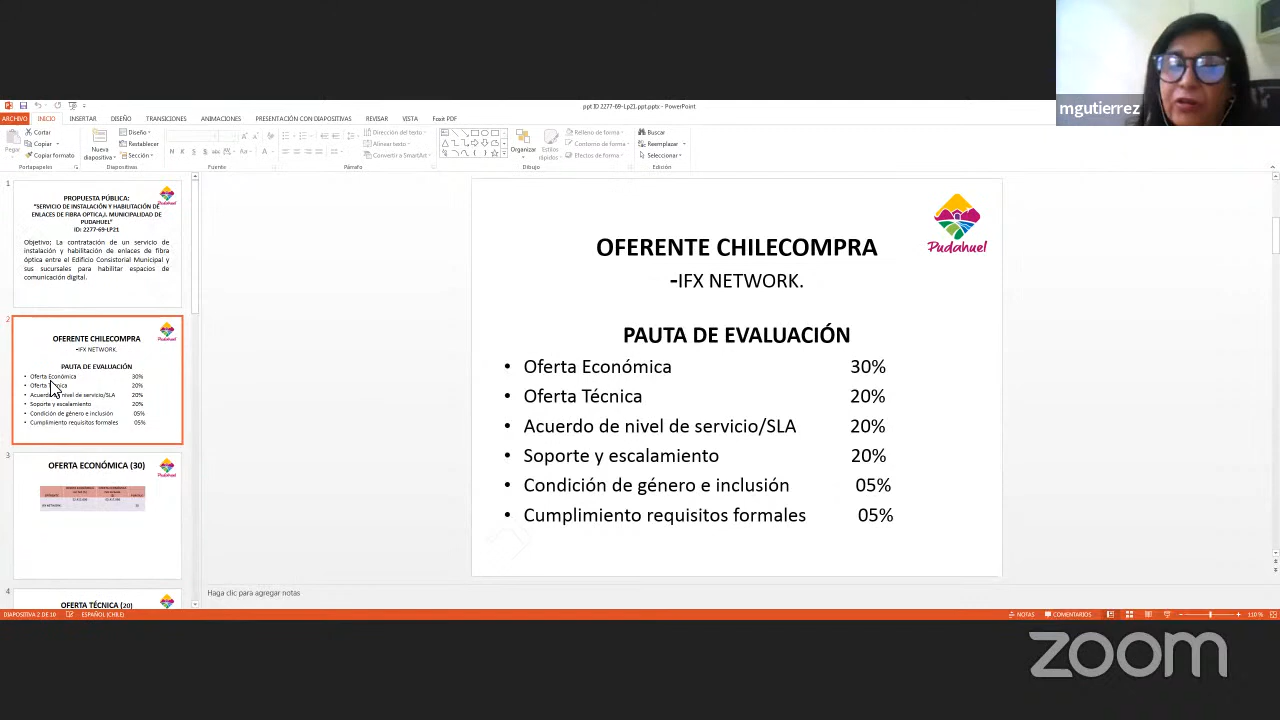 mgutierrez
ppt ID 2277-69-Lp21.ppt.pptx - PowerPoint
ARCHIVO INICIO INSERTAR DISEÑO TRANSICIONES ANIMACIONES PRESENTACIÓN CON DIAPOSITIVAS REVISAR VISTA Foxit PDF
Pegar
Cortar
Copiar
Copiar formato
Portapapeles
Nueva diapositiva
Diseño
Restablecer
Sección
Diapositivas
Fuente
Dirección del texto
Alinear texto
Convertir a SmartArt
Párrafo
Organizar
Estilos rápidos
Relleno de forma
Contorno de forma
Efectos de forma
Dibujo
Buscar
Reemplazar
Seleccionar
Edición
1
PROPUESTA PÚBLICA:
"SERVICIO DE INSTALACIÓN Y HABILITACIÓN DE
ENLACES DE FIBRA OPTICA,I. MUNICIPALIDAD DE
PUDAHUEL"
ID: 2277-69-LP21
Objetivo; La contratación de un servicio de
instalación y habilitación de enlaces de fibra
óptica entre el Edificio Consistorial Municipal y
sus sucursales para habilitar espacios de
comunicación digital.
2
OFERENTE CHILECOMPRA
-IFX NETWORK.
PAUTA DE EVALUACIÓN
• Oferta Económica 30%
• Oferta 20%
• Acuerdo nivel de servicio/SLA 20%
• Soporte y escalamiento 20%
• Condición de género e inclusión 05%
• Cumplimiento requisitos formales 05%
3
OFERTA ECONÓMICA (30)
IFX NETWORK
4
OFERTA TÉCNICA (20)
Pudahuel
OFERENTE CHILECOMPRA
-IFX NETWORK.
PAUTA DE EVALUACIÓN
• Oferta Económica 30%
• Oferta Técnica 20%
• Acuerdo de nivel de servicio/SLA 20%
• Soporte y escalamiento 20%
• Condición de género e inclusión 05%
• Cumplimiento requisitos formales 05%
Haga clic para agregar notas
DIAPOSITIVA 2 DE 10 ESPAÑOL (CHILE) NOTAS COMENTARIOS 110 %
zoom